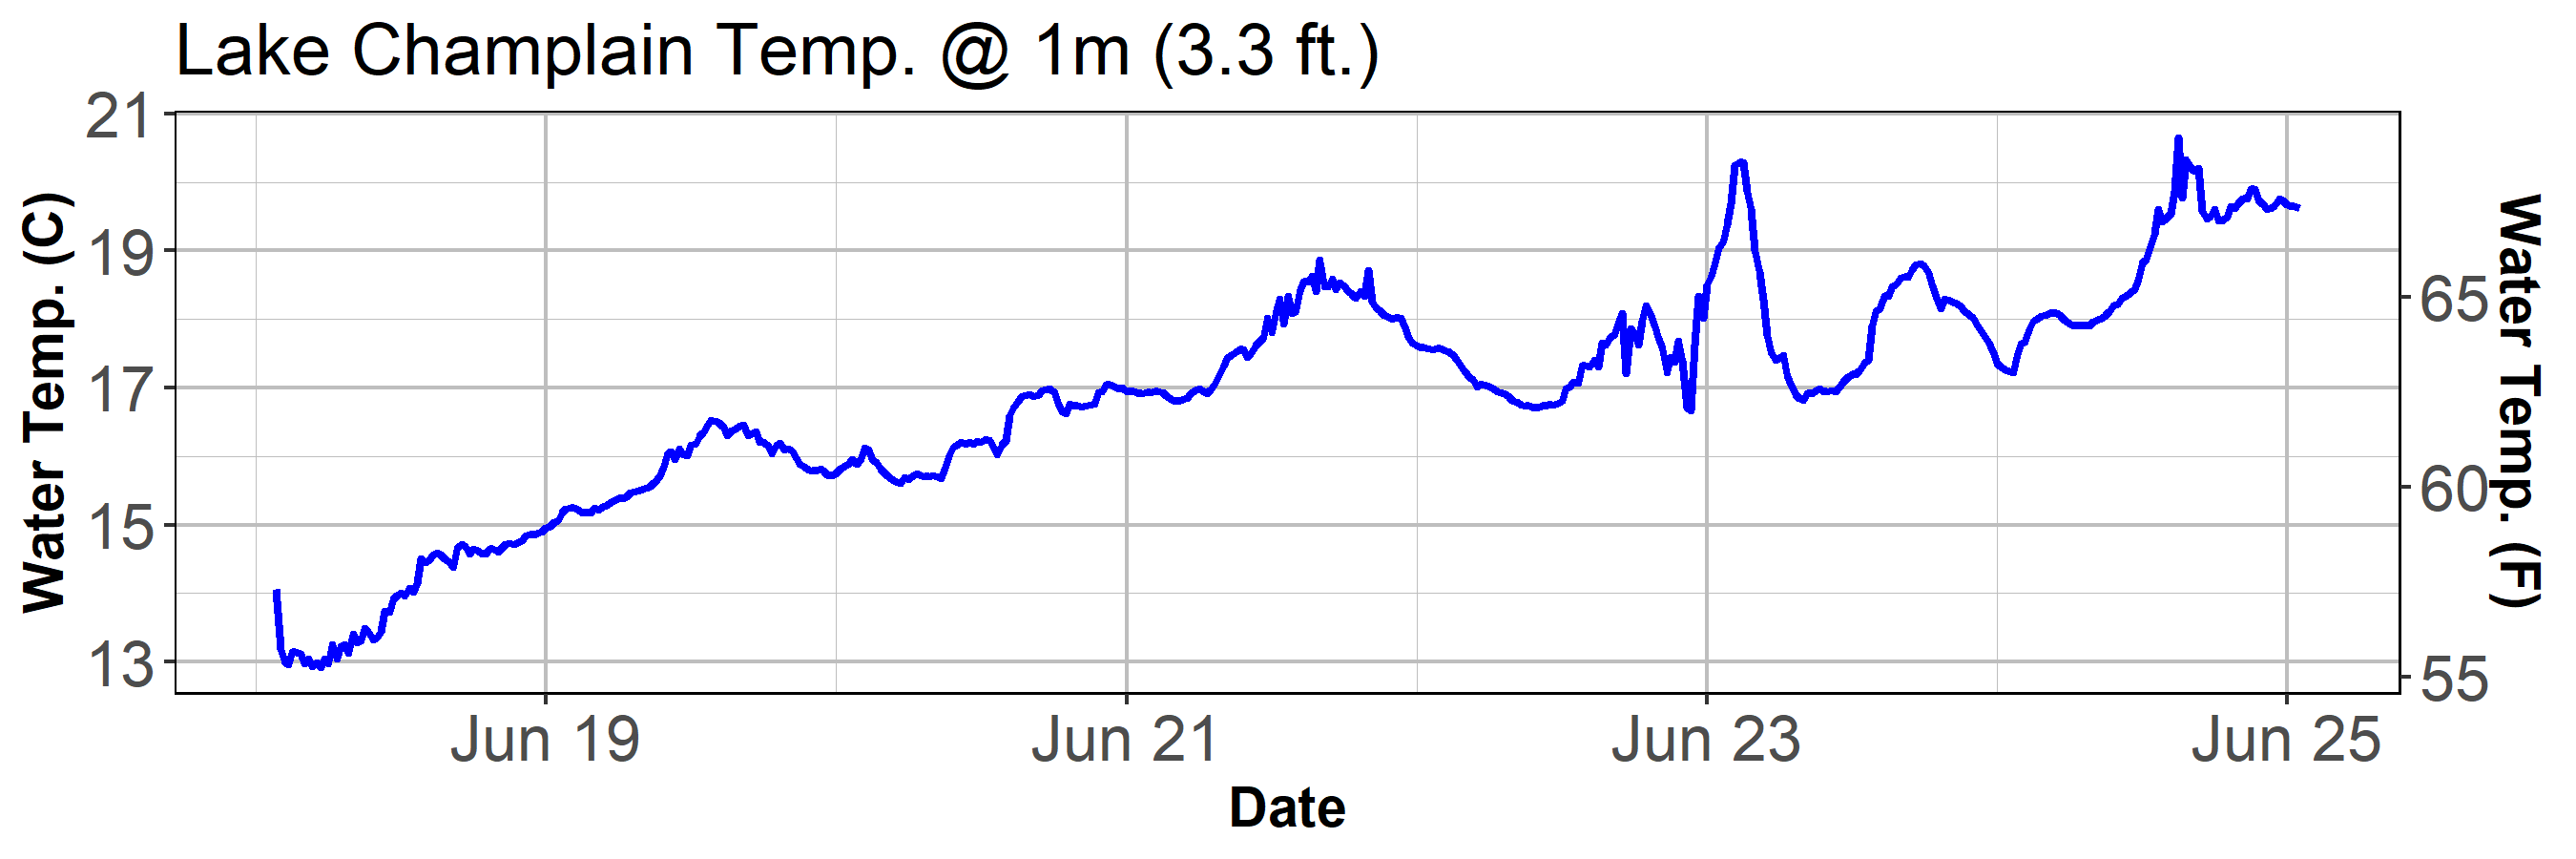 Lake Champlain Temp. @ 1m (3.3 ft.)
Water Temp. (C)
21
19
17
15
13
65
60
55
Water Temp. (F)
Jun 19 Jun 21 Jun 23 Jun 25
Date